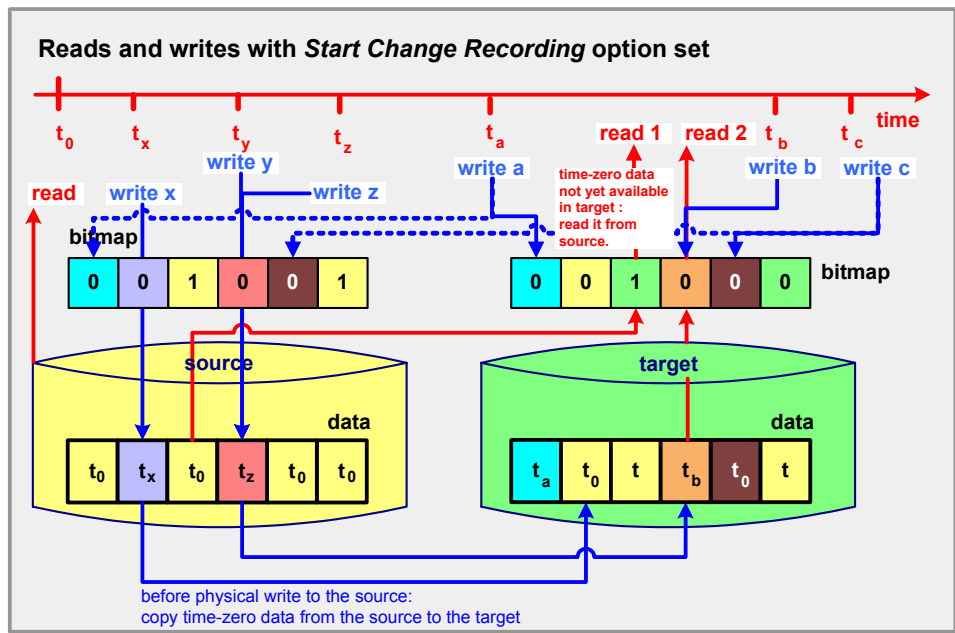 Reads and writes with Start Change Recording option set
time
t0 tx ty tz ta tb tc
read 1 read 2
write y
read write x write z write a write b write c
time-zero data
not yet available
in target :
read it from
source.
bitmap
0 0 1 0 0 1
0 0 1 0 0 0
bitmap
source
target
data
data
t0 tx t0 tz t0 t0
ta t0 t tb t0 t
before physical write to the source:
copy time-zero data from the source to the target